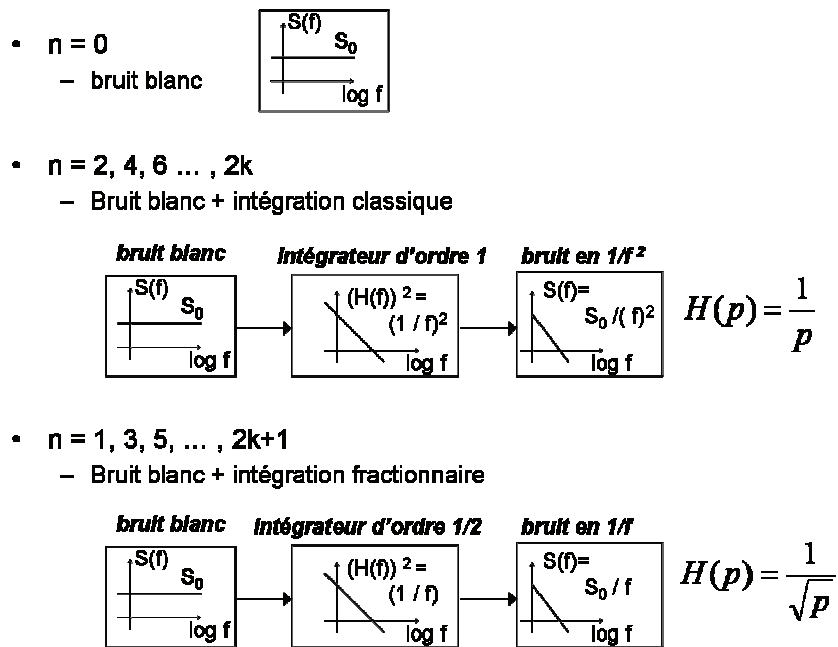 • n = 0
– bruit blanc
S(f)
S₀
log f
• n = 2, 4, 6 ... , 2k
– Bruit blanc + intégration classique
bruit blanc
Intégrateur d'ordre 1
bruit en 1/f ²
S(f)
S₀
log f
(H(f)) ² =
(1 / f)²
log f
S(f)=
S₀ /( f)²
log f
H(p) = 1/p
• n = 1, 3, 5, ... , 2k+1
– Bruit blanc + intégration fractionnaire
bruit blanc
Intégrateur d'ordre 1/2
bruit en 1/f
S(f)
S₀
log f
(H(f)) ² =
(1 / f)
log f
S(f)=
S₀ / f
log f
H(p) = 1/√p